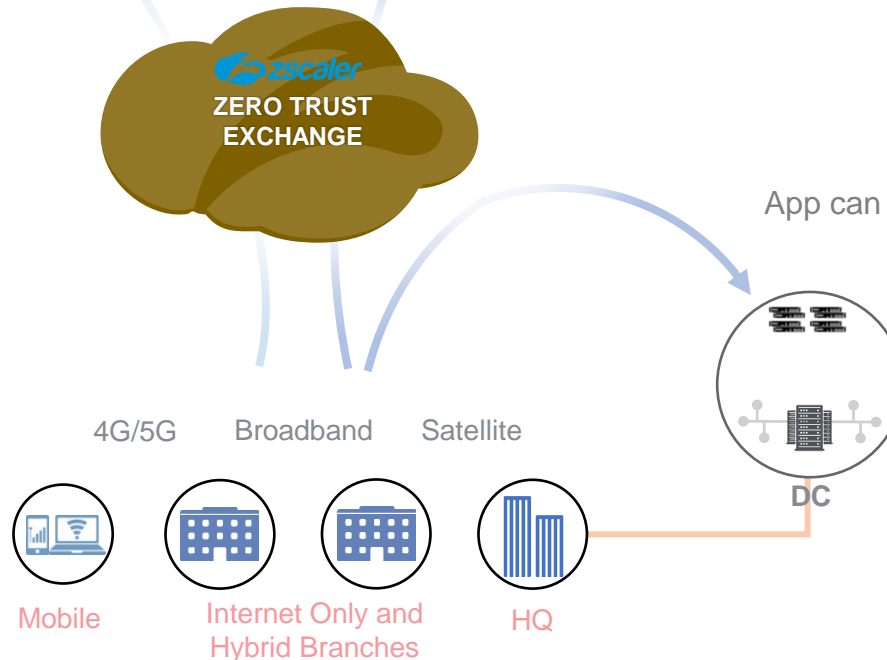 zscaler
ZERO TRUST
EXCHANGE
App can
4G/5G Broadband Satellite
DC
Mobile
Internet Only and
Hybrid Branches
HQ